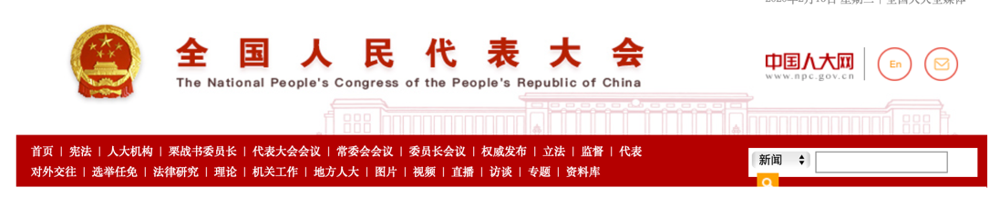 全国人民代表大会
The National People's Congress of the People's Republic of China
中国人大网
www.npc.gov.cn
En
首页 | 宪法 | 人大机构 | 栗战书委员长 | 代表大会会议 | 常委会会议 | 委员长会议 | 权威发布 | 立法 | 监督 | 代表
对外交往 | 选举任免 | 法律研究 | 理论 | 机关工作 | 地方人大 | 图片 | 视频 | 直播 | 访谈 | 专题 | 资料库
新闻